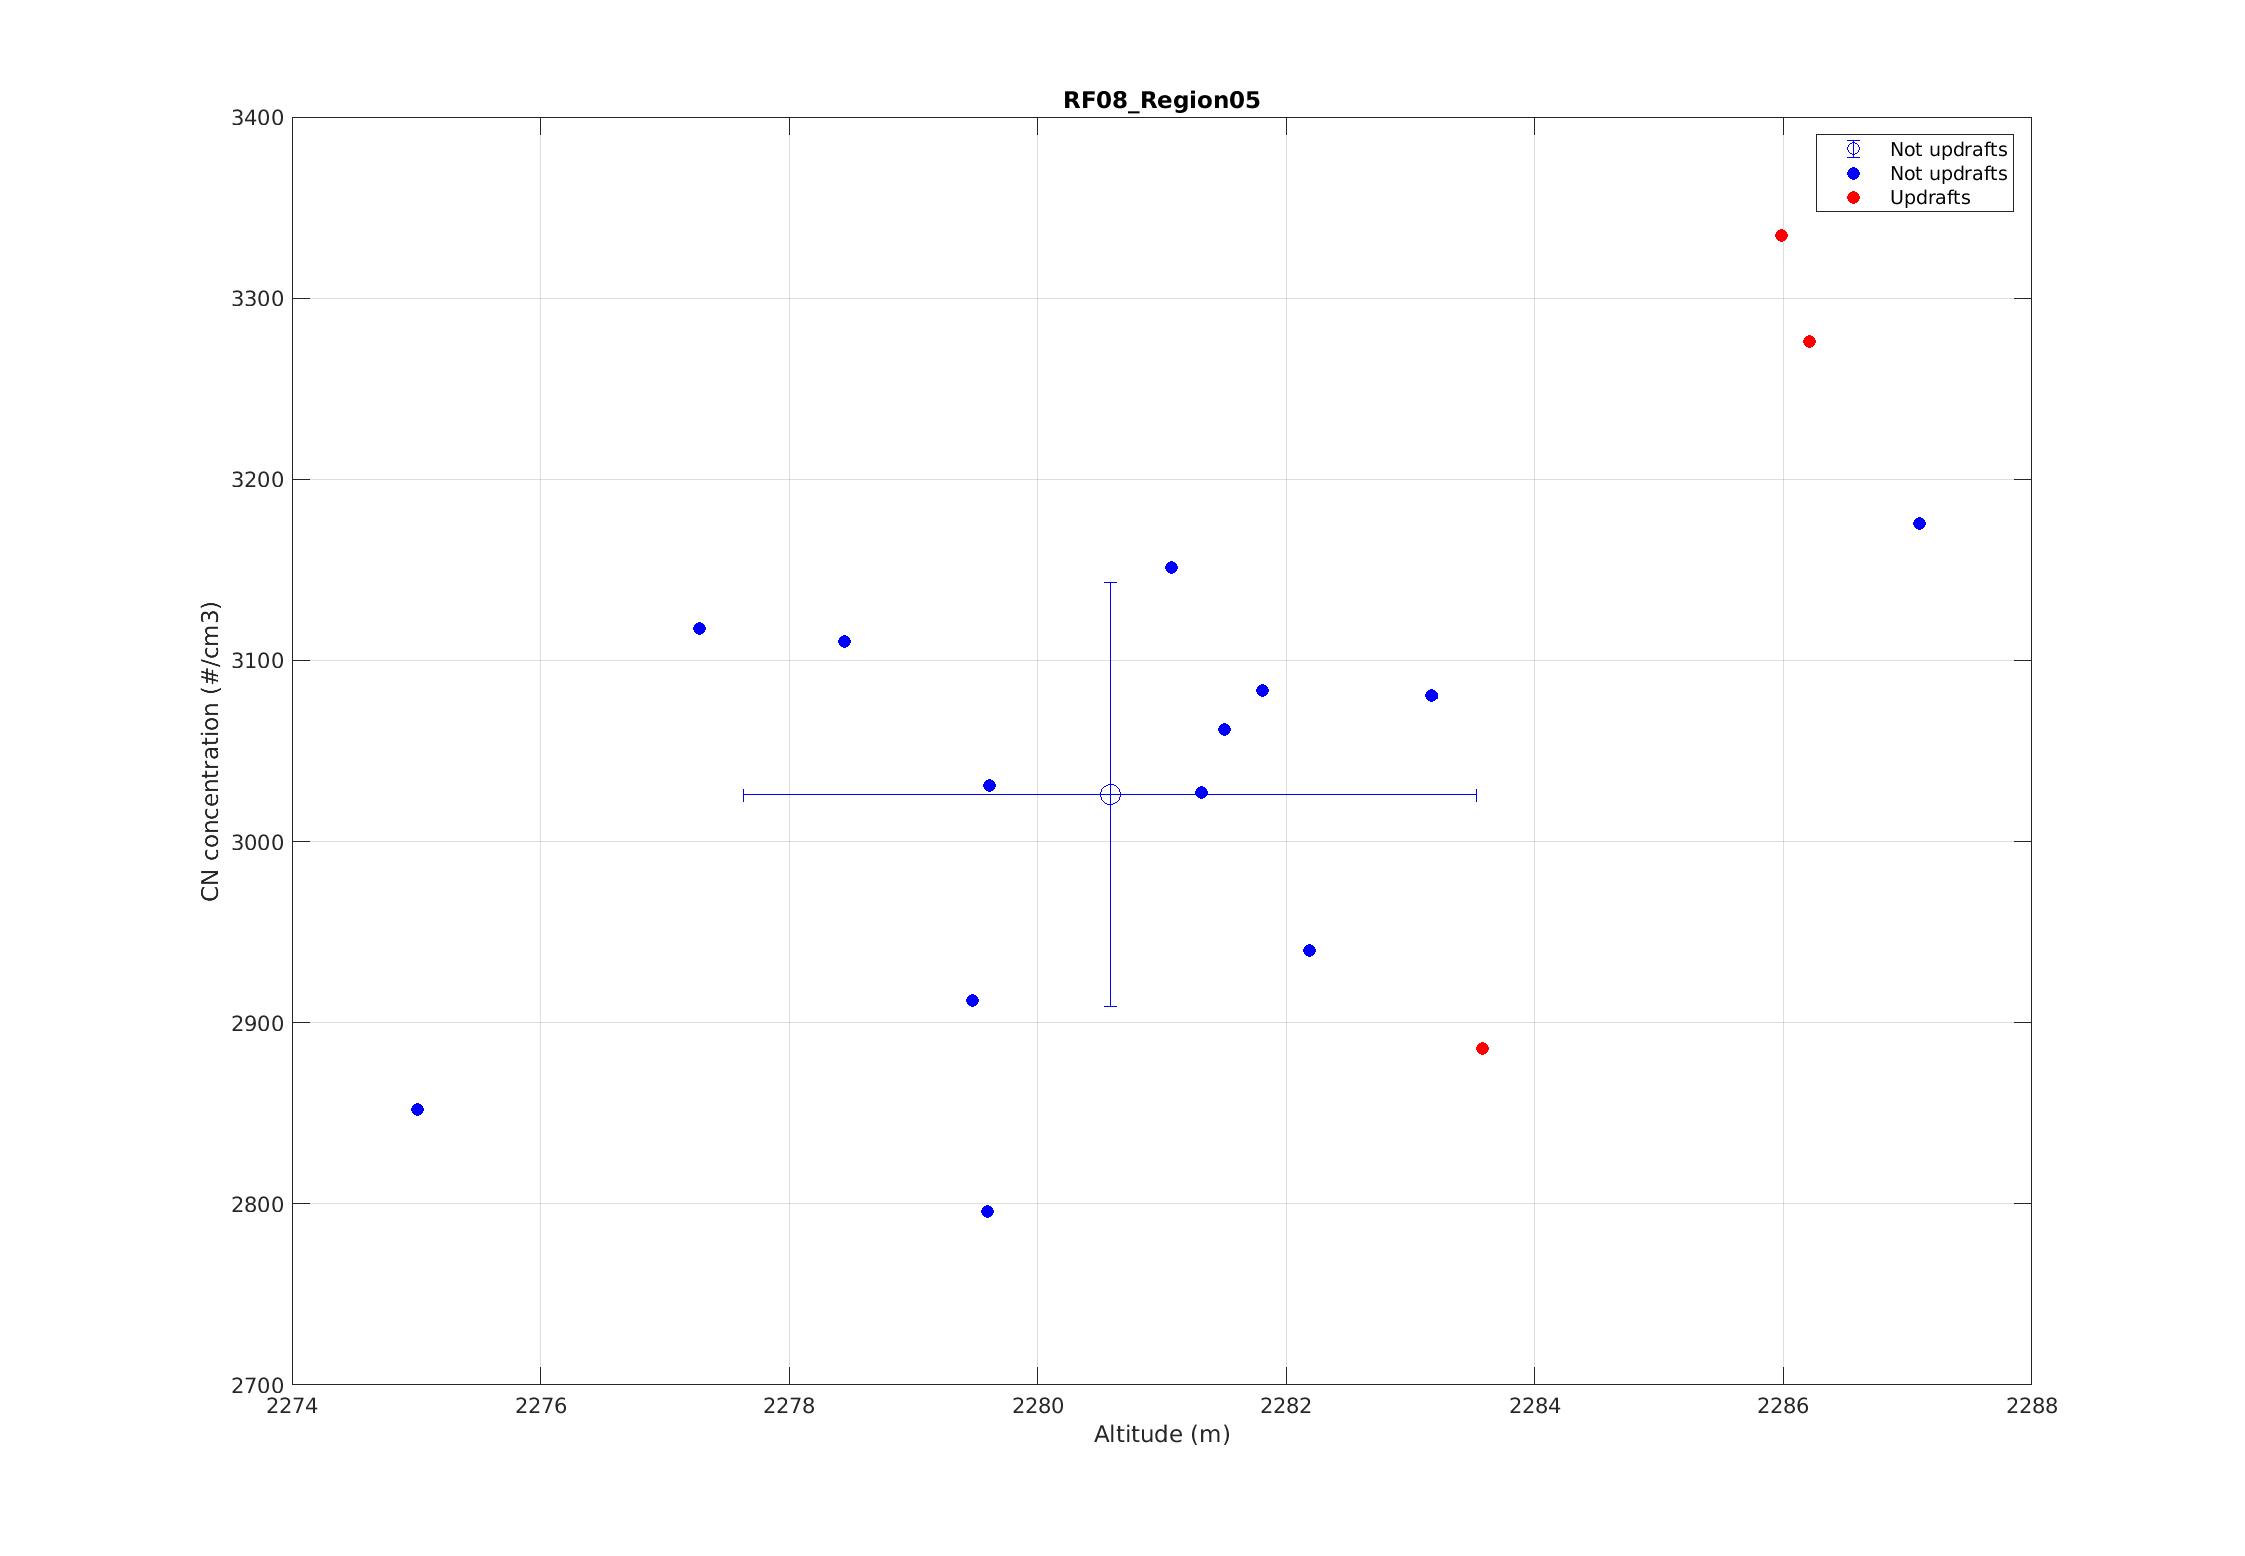 RF08_Region05
3400
3300
3200
3100
3000
2900
2800
2700
CN concentration (#/cm3)
Not updrafts
Not updrafts
Updrafts
2274 2276 2278 2280 2282 2284 2286 2288
Altitude (m)